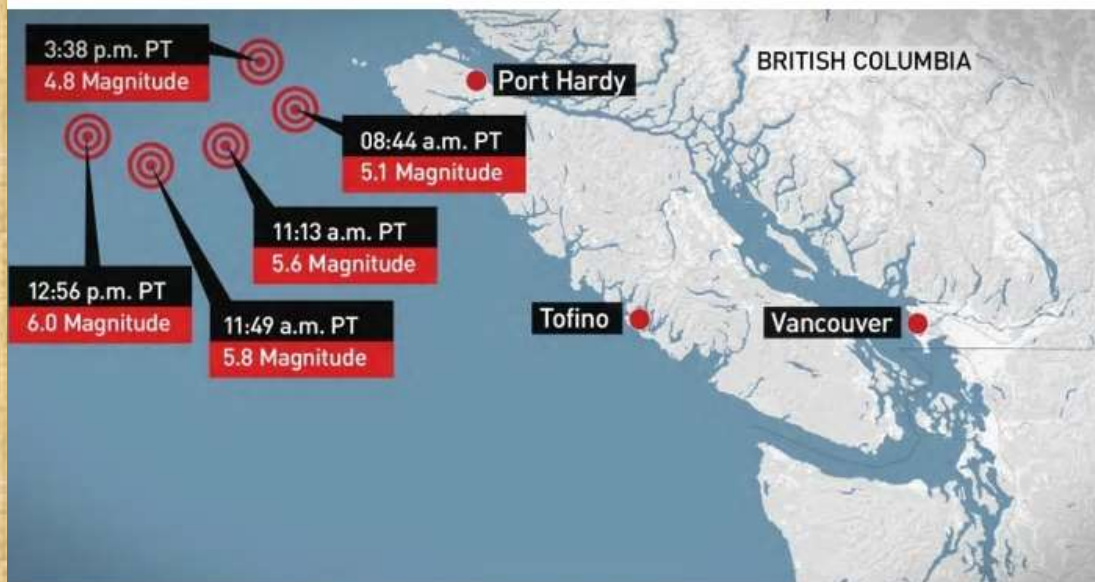 3:38 p.m. PT
4.8 Magnitude
BRITISH COLUMBIA
Port Hardy
08:44 a.m. PT
5.1 Magnitude
11:13 a.m. PT
5.6 Magnitude
12:56 p.m. PT
6.0 Magnitude
11:49 a.m. PT
5.8 Magnitude
Tofino
Vancouver